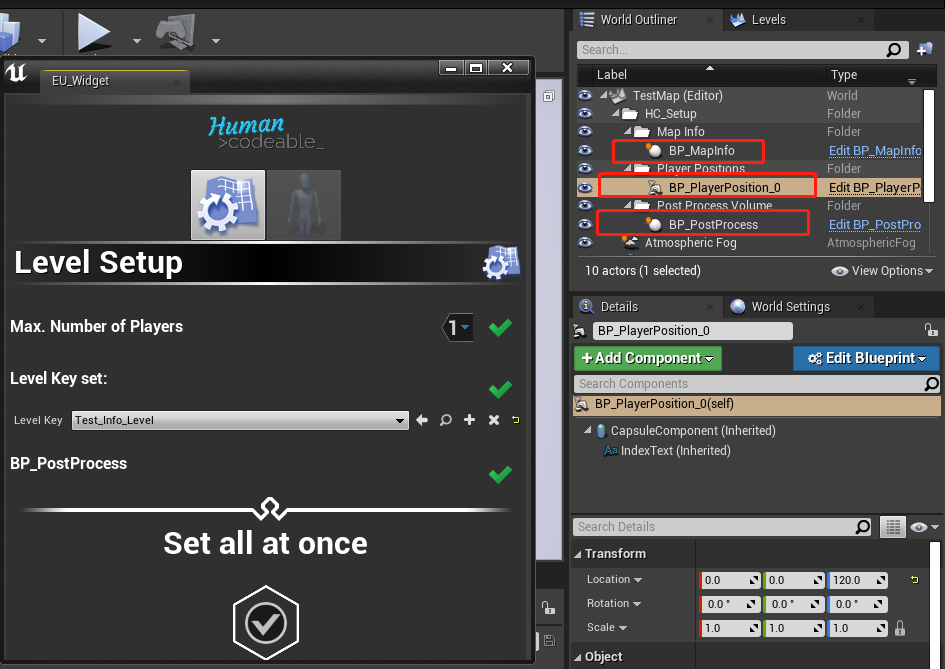 World Outliner
Levels
EU_Widget
Search...
Label
Type
TestMap (Editor)
World
Human
>codeable_
HC_Setup
Folder
Map Info
Folder
BP_MapInfo
Edit BP_MapInfo
Player Positions
Folder
BP_PlayerPosition_0
Edit BP_PlayerP
Post Process Volume
Folder
BP_PostProcess
Edit BP_PostPro
Atmospheric Fog
AtmosphericFog
10 actors (1 selected)
View Options
Level Setup
Details
World Settings
BP_PlayerPosition_0
Max. Number of Players
1
+Add Component
Edit Blueprint
Search Components
Level Key set:
BP_PlayerPosition_0(self)
Level Key
Test_Info_Level
CapsuleComponent (Inherited)
Aa IndexText (Inherited)
BP_PostProcess
Search Details
Set all at once
Transform
Location
0.0
0.0
120.0
Rotation
0.0 °
0.0 °
0.0 °
Scale
1.0
1.0
1.0
Object